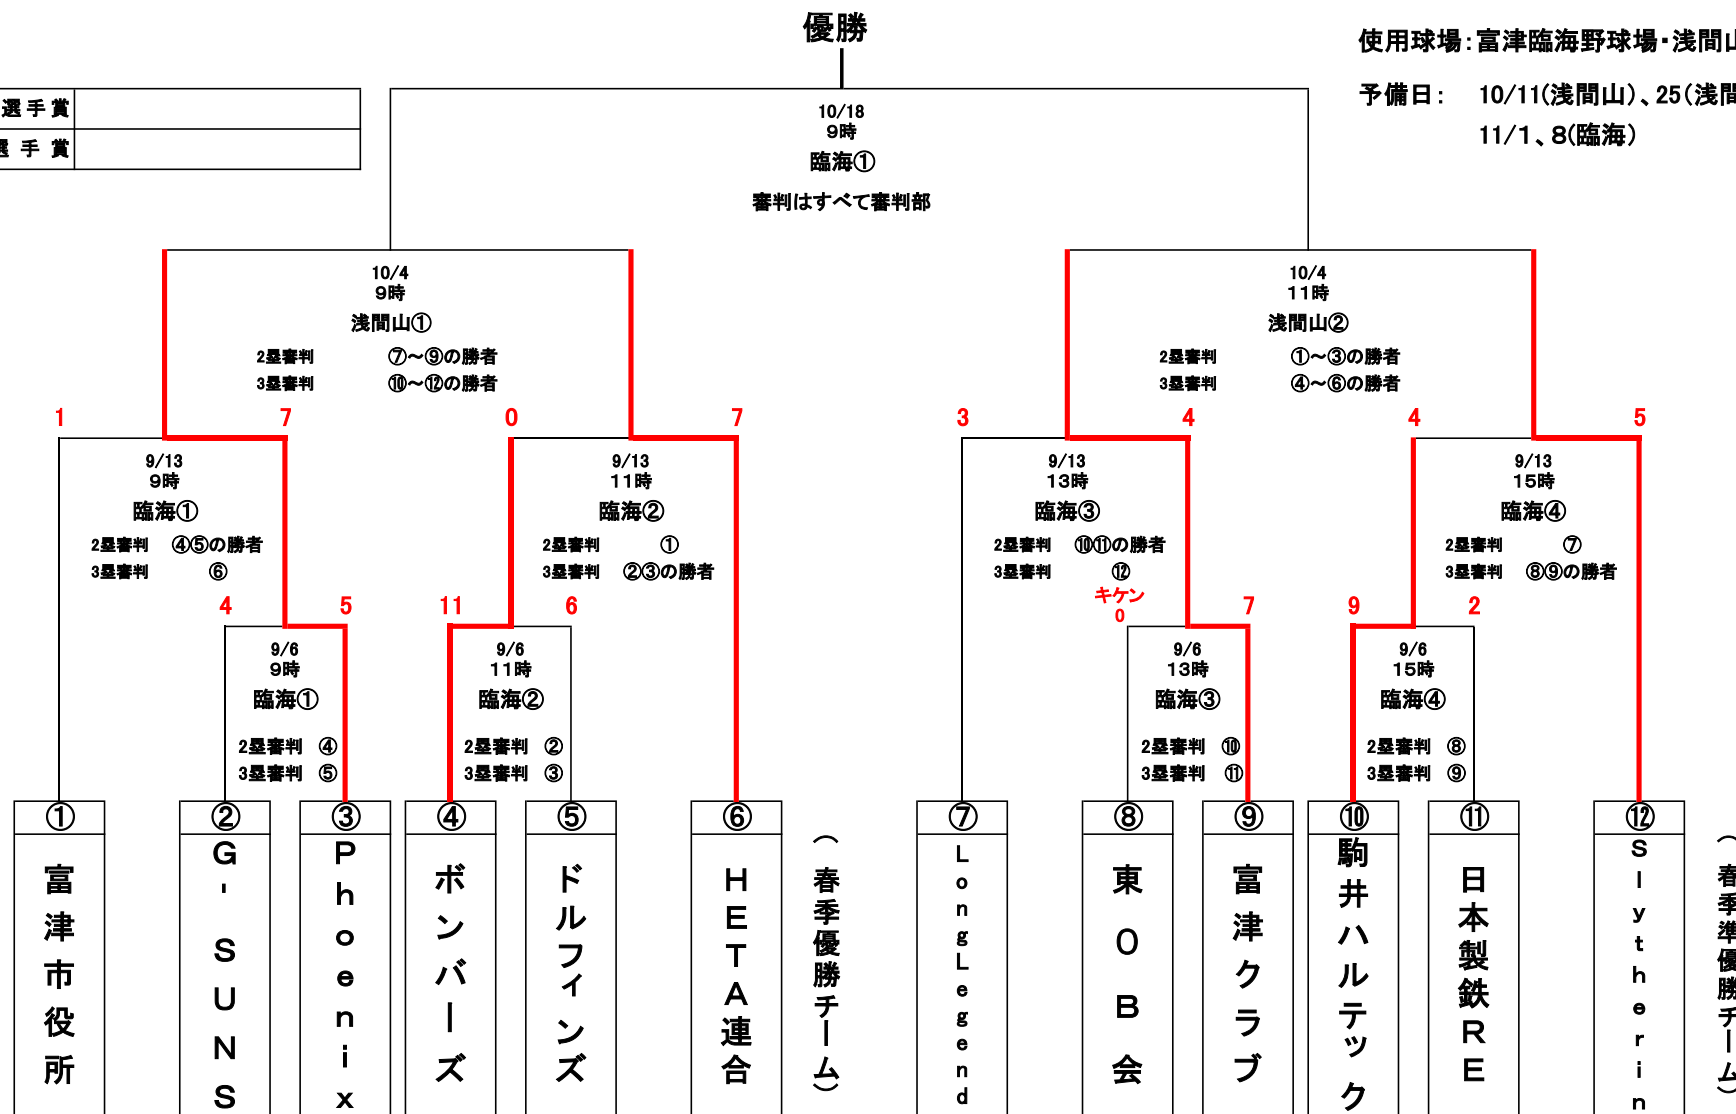 優勝
使用球場：富津臨海野球場・浅間山
予備日： 10/11(浅間山)、25(浅間
11/1、8(臨海)
選手賞
選手賞
10/18
9時
臨海①
審判はすべて審判部
10/4
9時
浅間山①
2塁審判 ⑦～⑨の勝者
3塁審判 ⑩～⑫の勝者
10/4
11時
浅間山②
2塁審判 ①～③の勝者
3塁審判 ④～⑥の勝者
1 7 0 7 3 4 4 5
9/13
9時
臨海①
2塁審判 ④⑤の勝者
3塁審判 ⑥
9/13
11時
臨海②
2塁審判 ①
3塁審判 ②③の勝者
9/13
13時
臨海③
2塁審判 ⑩⑪の勝者
3塁審判 ⑫
9/13
15時
臨海④
2塁審判 ⑦
3塁審判 ⑧⑨の勝者
4 5 11 6 キケン 0 7 9 2
9/6
9時
臨海①
2塁審判 ④
3塁審判 ⑤
9/6
11時
臨海②
2塁審判 ②
3塁審判 ③
9/6
13時
臨海③
2塁審判 ⑩
3塁審判 ⑪
9/6
15時
臨海④
2塁審判 ⑧
3塁審判 ⑨
① 富津市役所
② G'SUNS
③ Phoenix
④ ボンバーズ
⑤ ドルフィンズ
⑥ HETA連合
(春季優勝チーム)
⑦ LongLegend
⑧ 東OB会
⑨ 富津クラブ
⑩ 駒井ハルテック
⑪ 日本製鉄RE
⑫ Slytherin
(春季準優勝チーム)